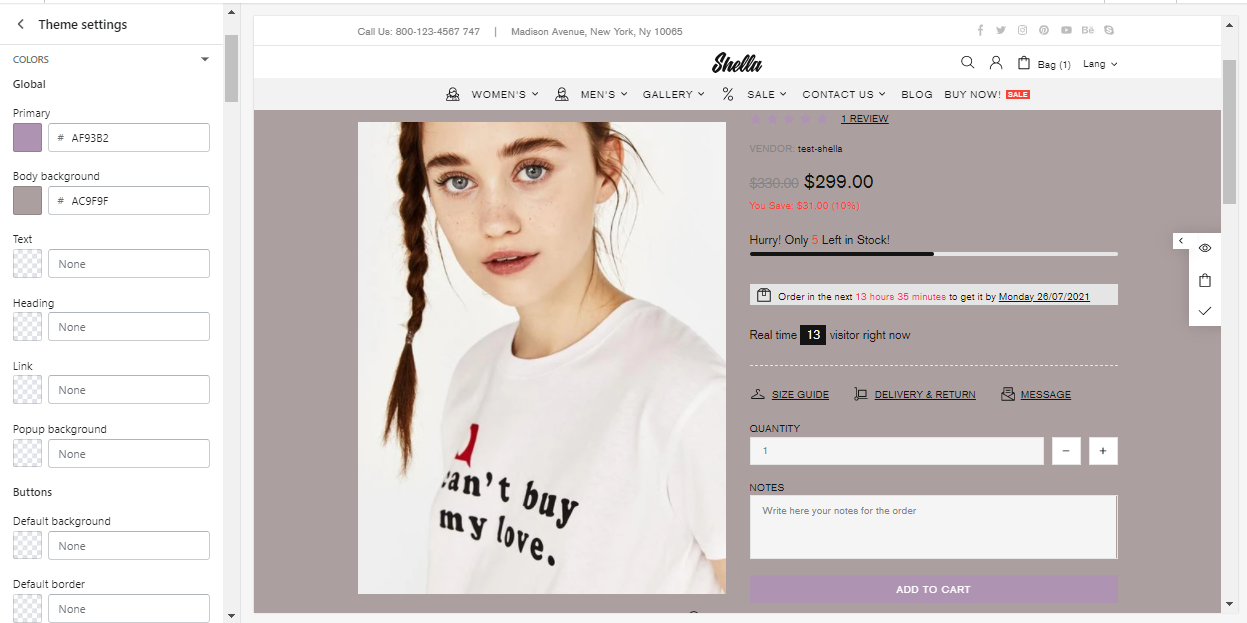 Theme settings
COLORS
Global
Primary
# AF93B2
Body background
# AC9F9F
Text
None
Heading
None
Link
None
Popup background
None
Buttons
Default background
None
Default border
None
Call Us: 800-123-4567 747 | Madison Avenue, New York, Ny 10065
Shella
Bag (1) Lang
WOMEN'S MEN'S GALLERY % SALE CONTACT US BLOG BUY NOW! SALE
1 REVIEW
VENDOR: test-shella
$330.00 $299.00
You Save: $31.00 (10%)
Hurry! Only 5 Left in Stock!
Order in the next 13 hours 35 minutes to get it by Monday 26/07/2021
Real time 13 visitor right now
SIZE GUIDE DELIVERY & RETURN MESSAGE
QUANTITY
1 − +
NOTES
Write here your notes for the order
ADD TO CART
can't buy
my love.